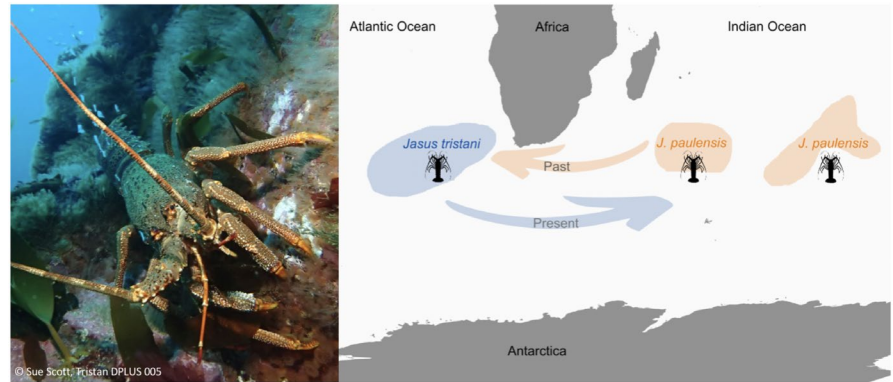 Atlantic Ocean
Africa
Indian Ocean
Jasus tristani
J. paulensis
J. paulensis
Past
Present
Antarctica
© Sue Scott, Tristan DPLUS 005